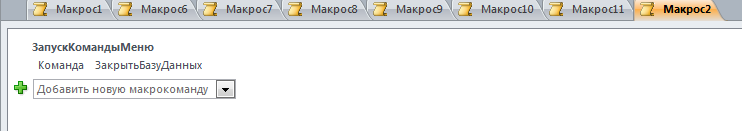 Макрос1 Макрос6 Макрос7 Макрос8 Макрос9 Макрос10 Макрос11 Макрос2
ЗапускКомандыМеню
Команда ЗакрытьБазуДанных
Добавить новую макрокоманду